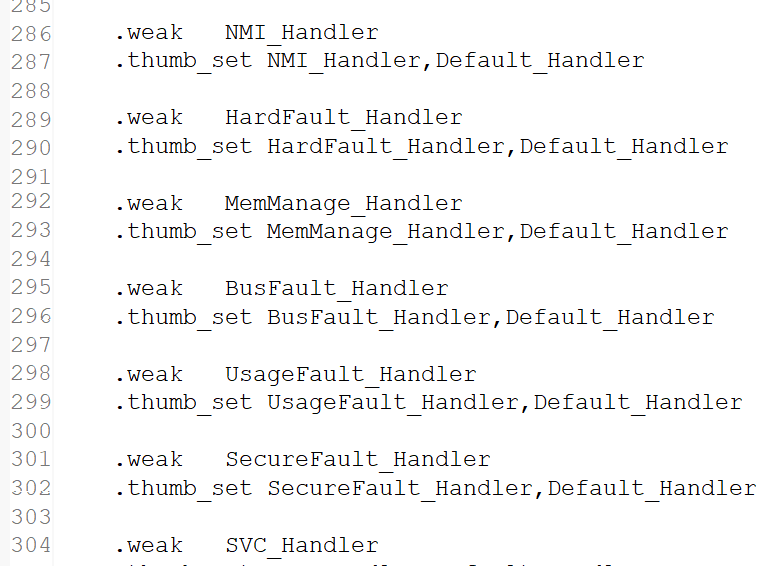 285
286 .weak NMI_Handler
287 .thumb_set NMI_Handler,Default_Handler
288
289 .weak HardFault_Handler
290 .thumb_set HardFault_Handler,Default_Handler
291
292 .weak MemManage_Handler
293 .thumb_set MemManage_Handler,Default_Handler
294
295 .weak BusFault_Handler
296 .thumb_set BusFault_Handler,Default_Handler
297
298 .weak UsageFault_Handler
299 .thumb_set UsageFault_Handler,Default_Handler
300
301 .weak SecureFault_Handler
302 .thumb_set SecureFault_Handler,Default_Handler
303
304 .weak SVC_Handler